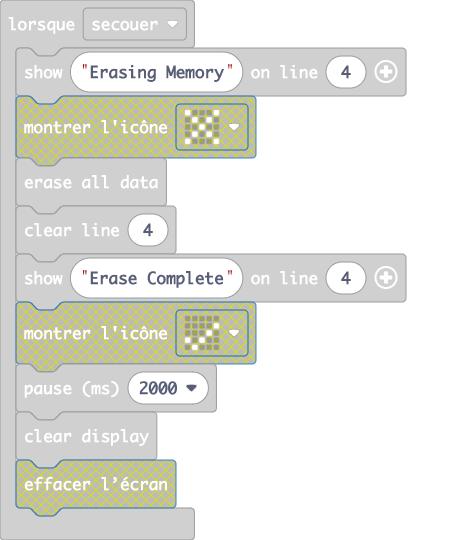 lorsque secouer
show "Erasing Memory" on line 4
montrer l'icône
erase all data
clear line 4
show "Erase Complete" on line 4
montrer l'icône
pause (ms) 2000
clear display
effacer l’écran